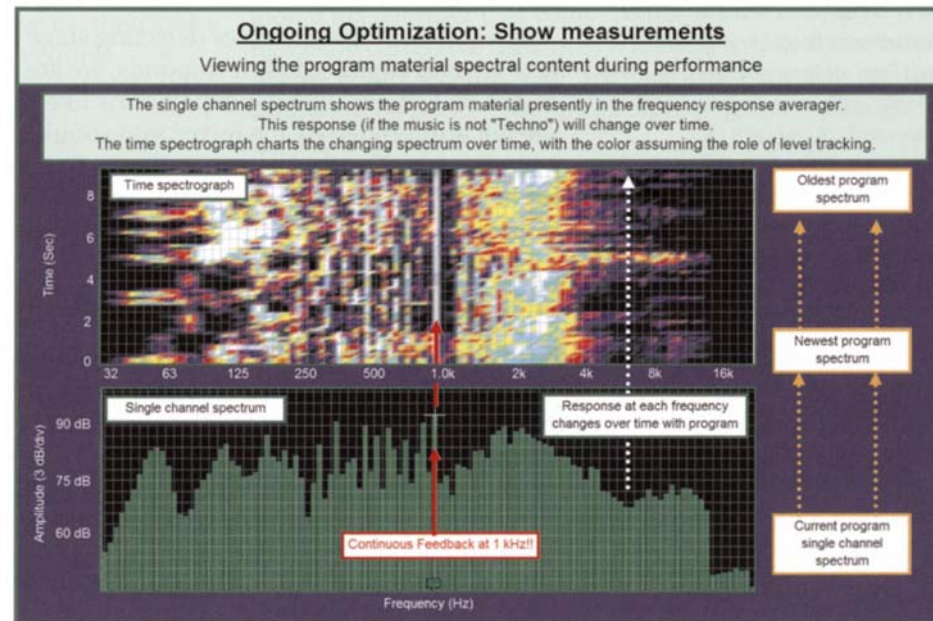 Ongoing Optimization: Show measurements
Viewing the program material spectral content during performance
The single channel spectrum shows the program material presently in the frequency response averager.
This response (if the music is not "Techno") will change over time.
The time spectrograph charts the changing spectrum over time, with the color assuming the role of level tracking.
Time spectrograph
Oldest program
spectrum
Time (Sec)
8
6
4
2
0
Newest program
spectrum
32 63 125 250 500 1.0k 2k 4k 8k 16k
Single channel spectrum
Response at each frequency
changes over time with program
Amplitude (3 dB/div)
90 dB
75 dB
60 dB
Continuous Feedback at 1 kHz!!
Current program
single channel
spectrum
Frequency (Hz)